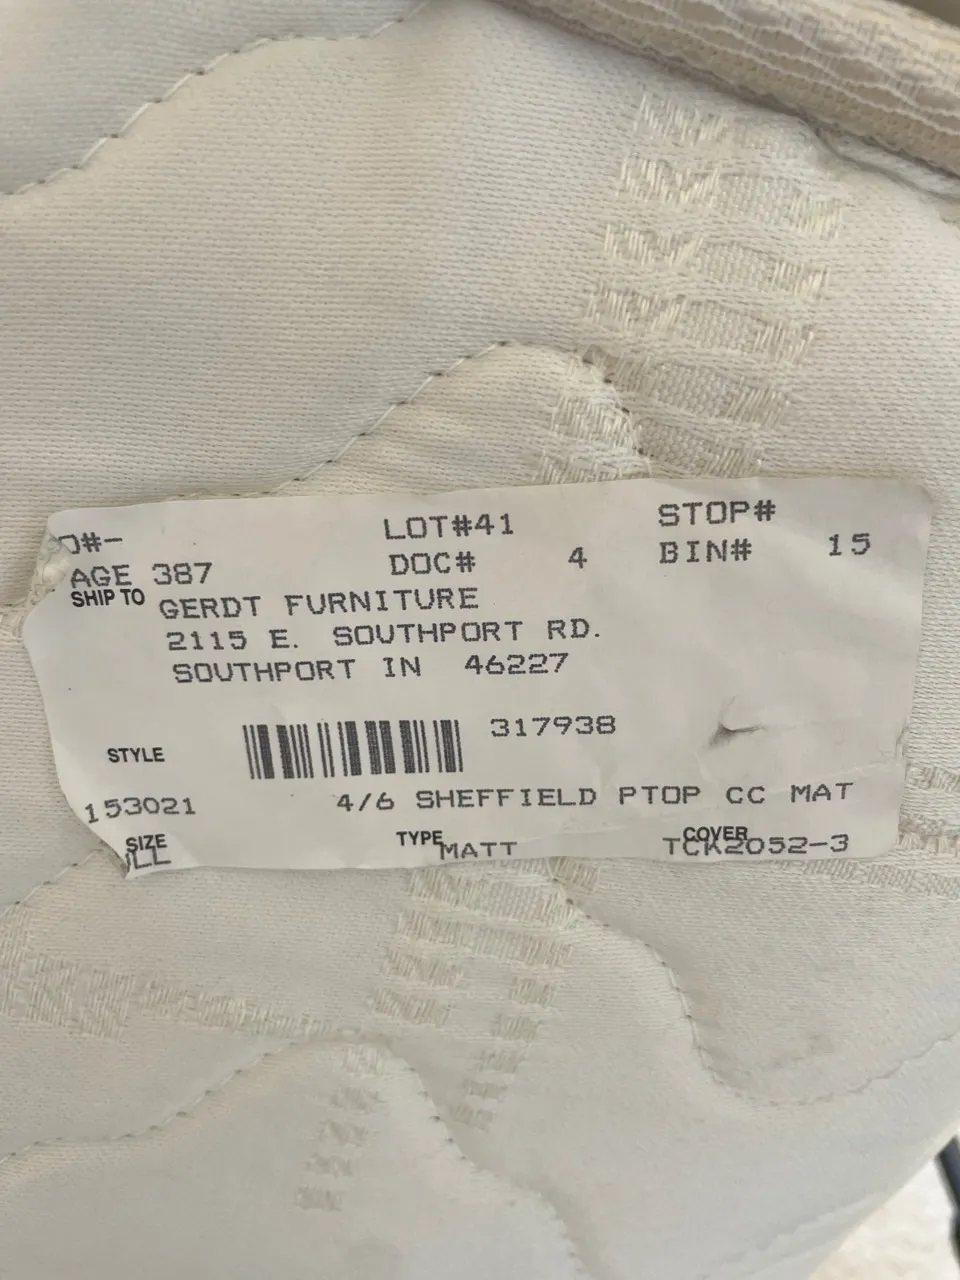 O#- LOT#41 STOP#
AGE 387 DOC# 4 BIN# 15
SHIP TO GERDT FURNITURE
2115 E. SOUTHPORT RD.
SOUTHPORT IN 46227
317938
STYLE
153021 4/6 SHEFFIELD PTOP CC MAT
SIZE TYPE COVER
LL MATT TCK2052-3